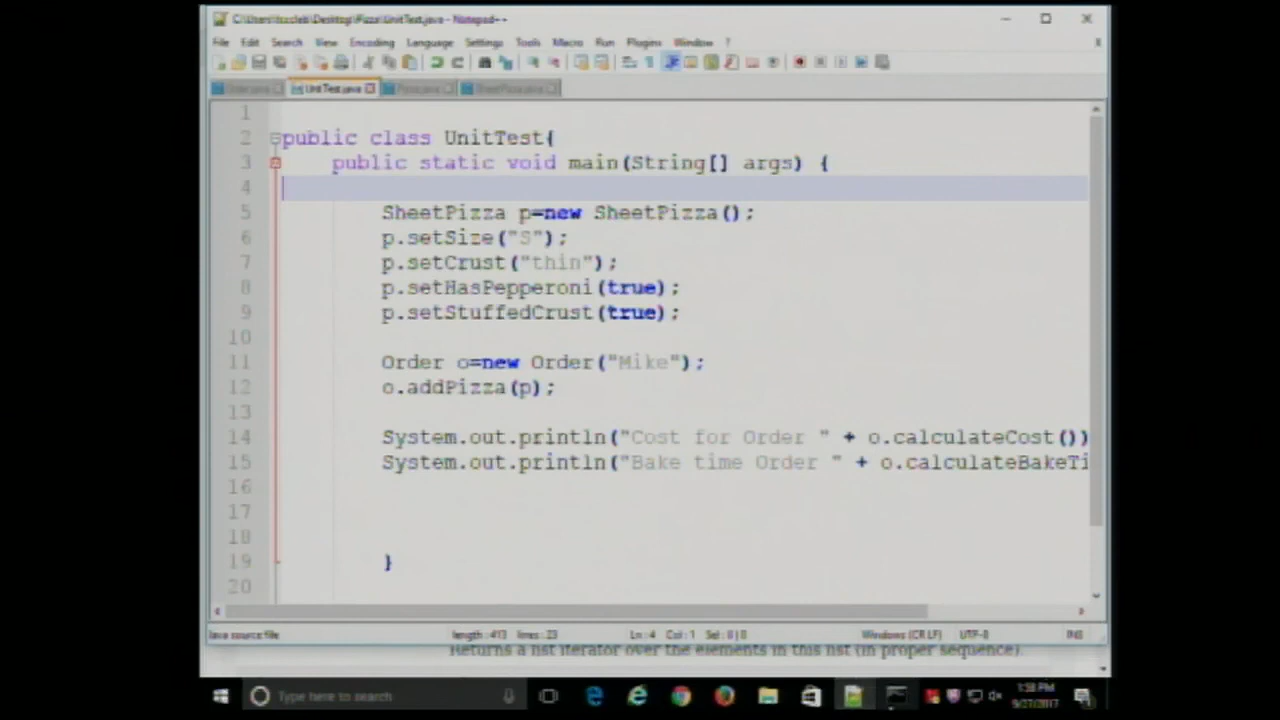 C:\Users\
\Desktop\Pizza\UnitTest.java - Notepad++
File Edit Search View Encoding Language Settings Tools Macro Run Plugins Window ?
X
UnitTest.java Pizza.java SheetPizza.java
1
2 public class UnitTest{
3 public static void main(String[] args) {
4
5 SheetPizza p=new SheetPizza();
6 p.setSize("S");
7 p.setCrust("thin");
8 p.setHasPepperoni(true);
9 p.setStuffedCrust(true);
10
11 Order o=new Order("Mike");
12 o.addPizza(p);
13
14 System.out.println("Cost for Order " + o.calculateCost())
15 System.out.println("Bake time Order " + o.calculateBakeTi
16
17
18
19 }
20
Java source file length : 413 lines : 23 Ln : 4 Col : 1 Sel : 0 | 0 Windows (CR LF) UTF-8 INS
Returns a list iterator over the elements in this list (in proper sequence).
Type here to search
1:58 PM
9/27/2017